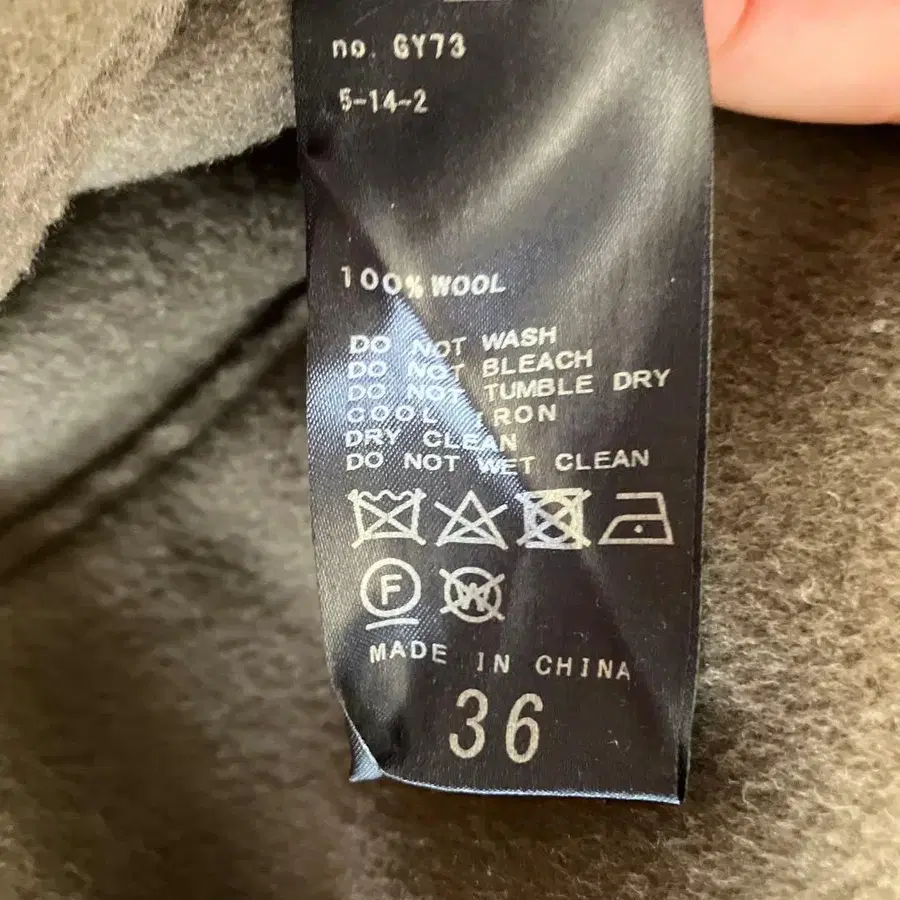 no. GY73
5-14-2
100% WOOL
DO NOT WASH
DO NOT BLEACH
DO NOT TUMBLE DRY
COOL IRON
DRY CLEAN
DO NOT WET CLEAN
F W
MADE IN CHINA
36